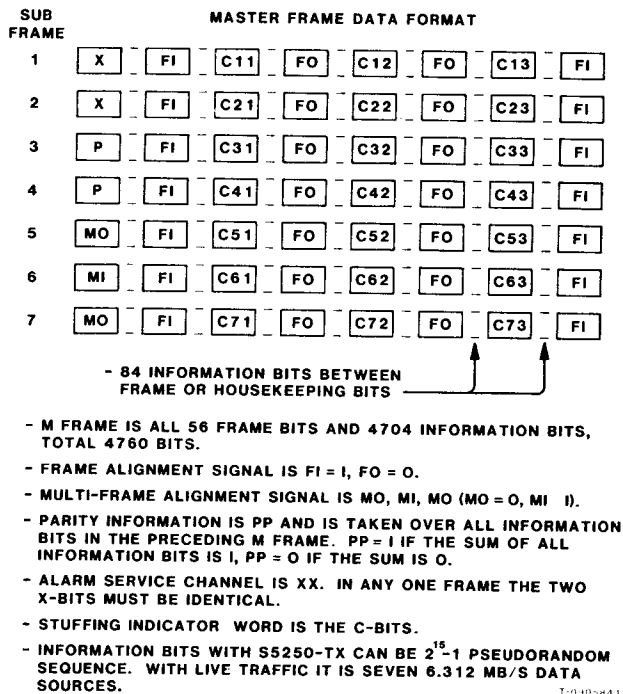 SUB FRAME MASTER FRAME DATA FORMAT
1 X FI C11 FO C12 FO C13 FI
2 X FI C21 FO C22 FO C23 FI
3 P FI C31 FO C32 FO C33 FI
4 P FI C41 FO C42 FO C43 FI
5 MO FI C51 FO C52 FO C53 FI
6 MI FI C61 FO C62 FO C63 FI
7 MO FI C71 FO C72 FO C73 FI
- 84 INFORMATION BITS BETWEEN
FRAME OR HOUSEKEEPING BITS
- M FRAME IS ALL 56 FRAME BITS AND 4704 INFORMATION BITS,
TOTAL 4760 BITS.
- FRAME ALIGNMENT SIGNAL IS FI = I, FO = O.
- MULTI-FRAME ALIGNMENT SIGNAL IS MO, MI, MO (MO = O, MI I).
- PARITY INFORMATION IS PP AND IS TAKEN OVER ALL INFORMATION
BITS IN THE PRECEDING M FRAME. PP = I IF THE SUM OF ALL
INFORMATION BITS IS I, PP = O IF THE SUM IS O.
- ALARM SERVICE CHANNEL IS XX. IN ANY ONE FRAME THE TWO
X-BITS MUST BE IDENTICAL.
- STUFFING INDICATOR WORD IS THE C-BITS.
- INFORMATION BITS WITH S5250-TX CAN BE 2¹⁵-1 PSEUDORANDOM
SEQUENCE. WITH LIVE TRAFFIC IT IS SEVEN 6.312 MB/S DATA
SOURCES.